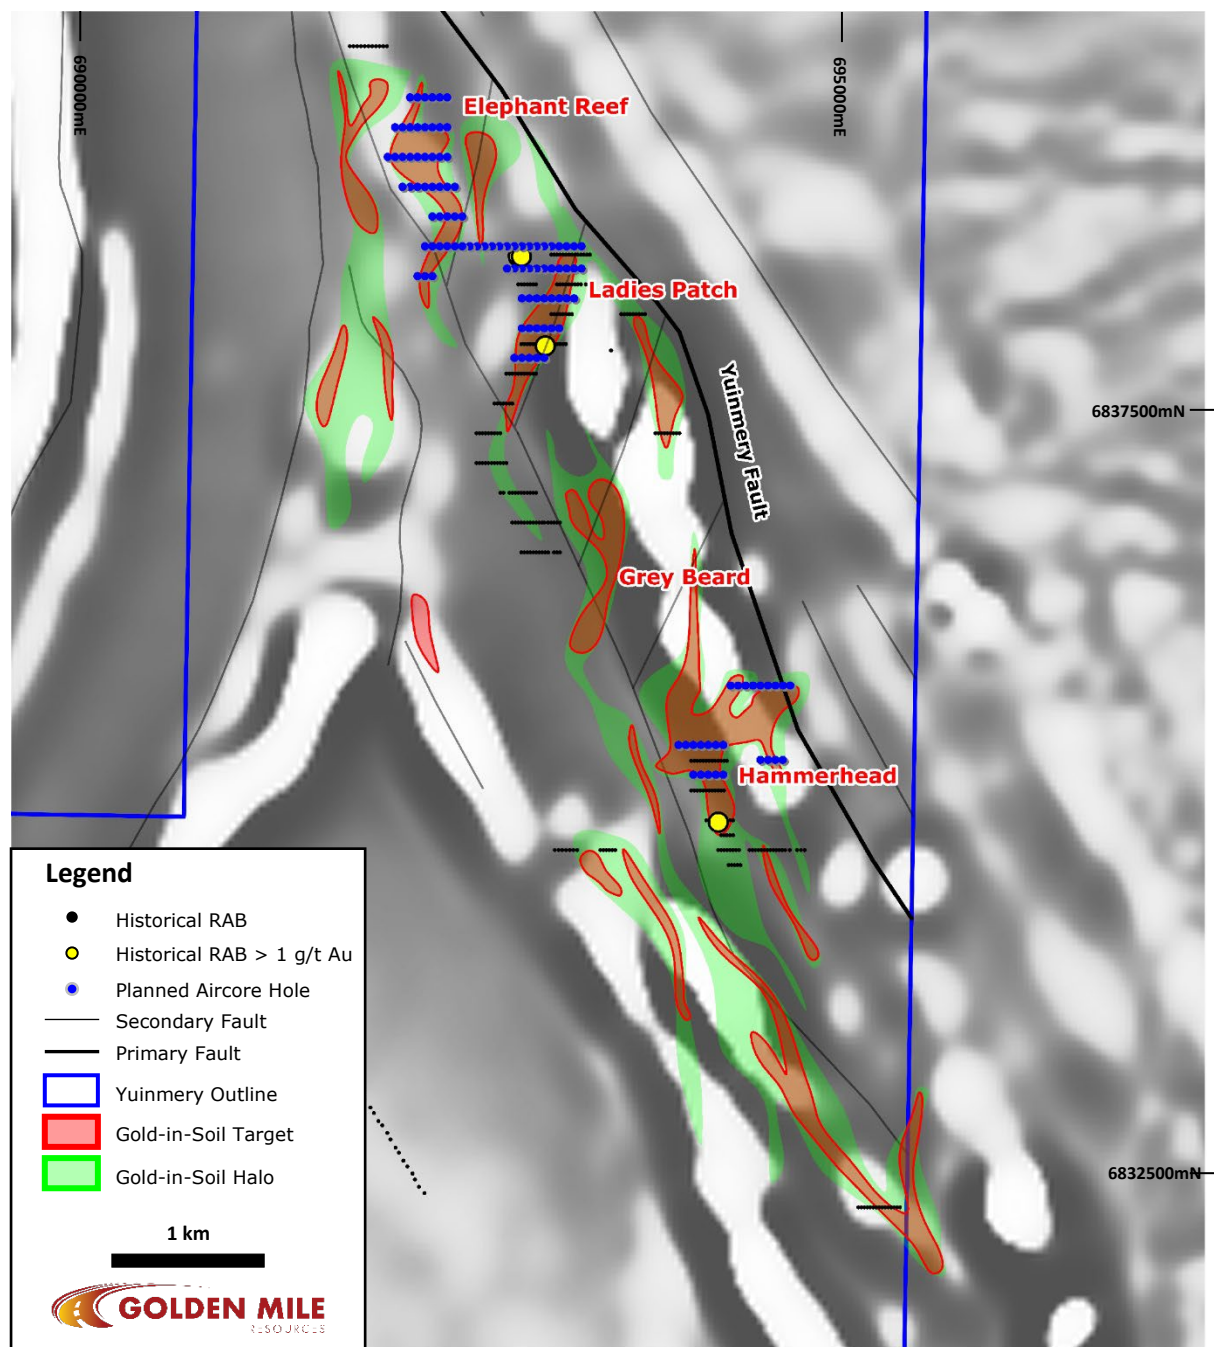 690000mE
695000mE
Elephant Reef
Ladies Patch
Yuinmery Fault
6837500mN
Grey Beard
Hammerhead
6832500mN
Legend
Historical RAB
Historical RAB > 1 g/t Au
Planned Aircore Hole
Secondary Fault
Primary Fault
Yuinmery Outline
Gold-in-Soil Target
Gold-in-Soil Halo
1 km
GOLDEN MILE
RESOURCES